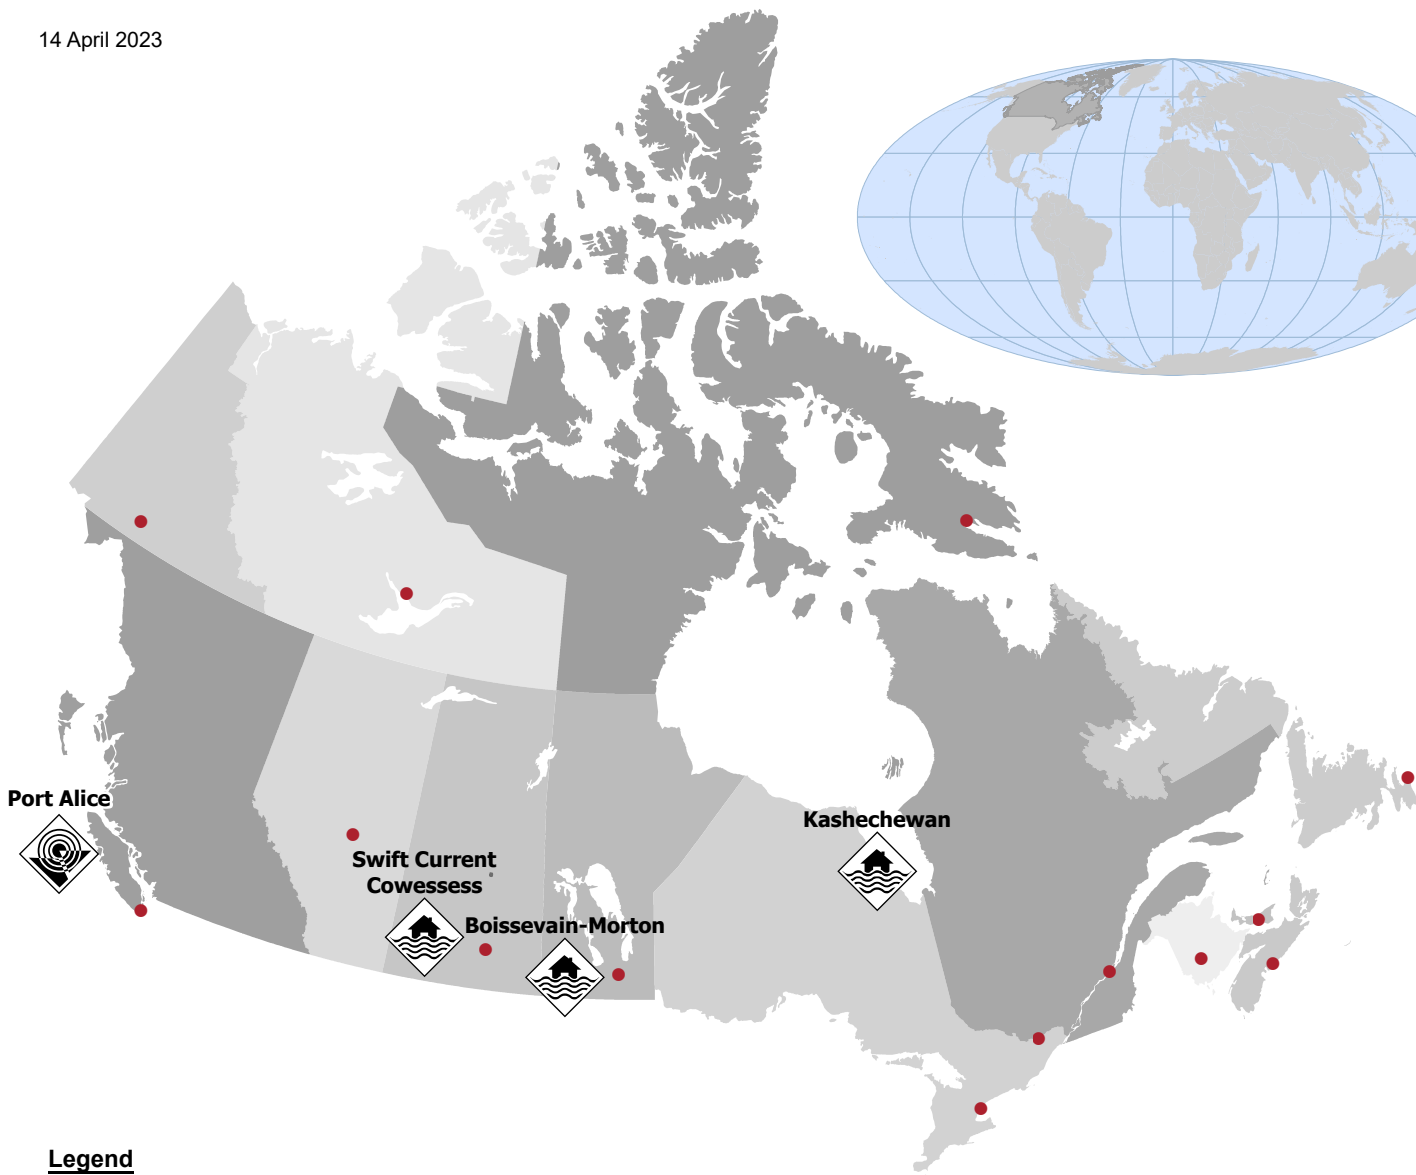 14 April 2023
Port Alice
Kashechewan
Swift Current
Cowessess
Boissevain-Morton
Legend